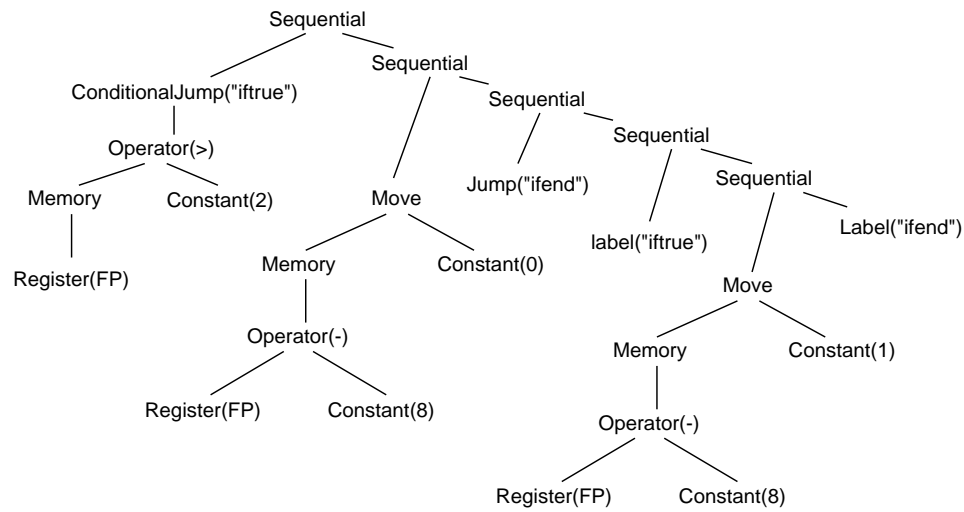 Sequential
Sequential
ConditionalJump("iftrue")
Sequential
Sequential
Operator(>)
Sequential
Jump("ifend")
Memory
Constant(2)
Move
Label("ifend")
label("iftrue")
Memory
Constant(0)
Register(FP)
Move
Operator(-)
Memory
Constant(1)
Register(FP)
Constant(8)
Operator(-)
Register(FP)
Constant(8)